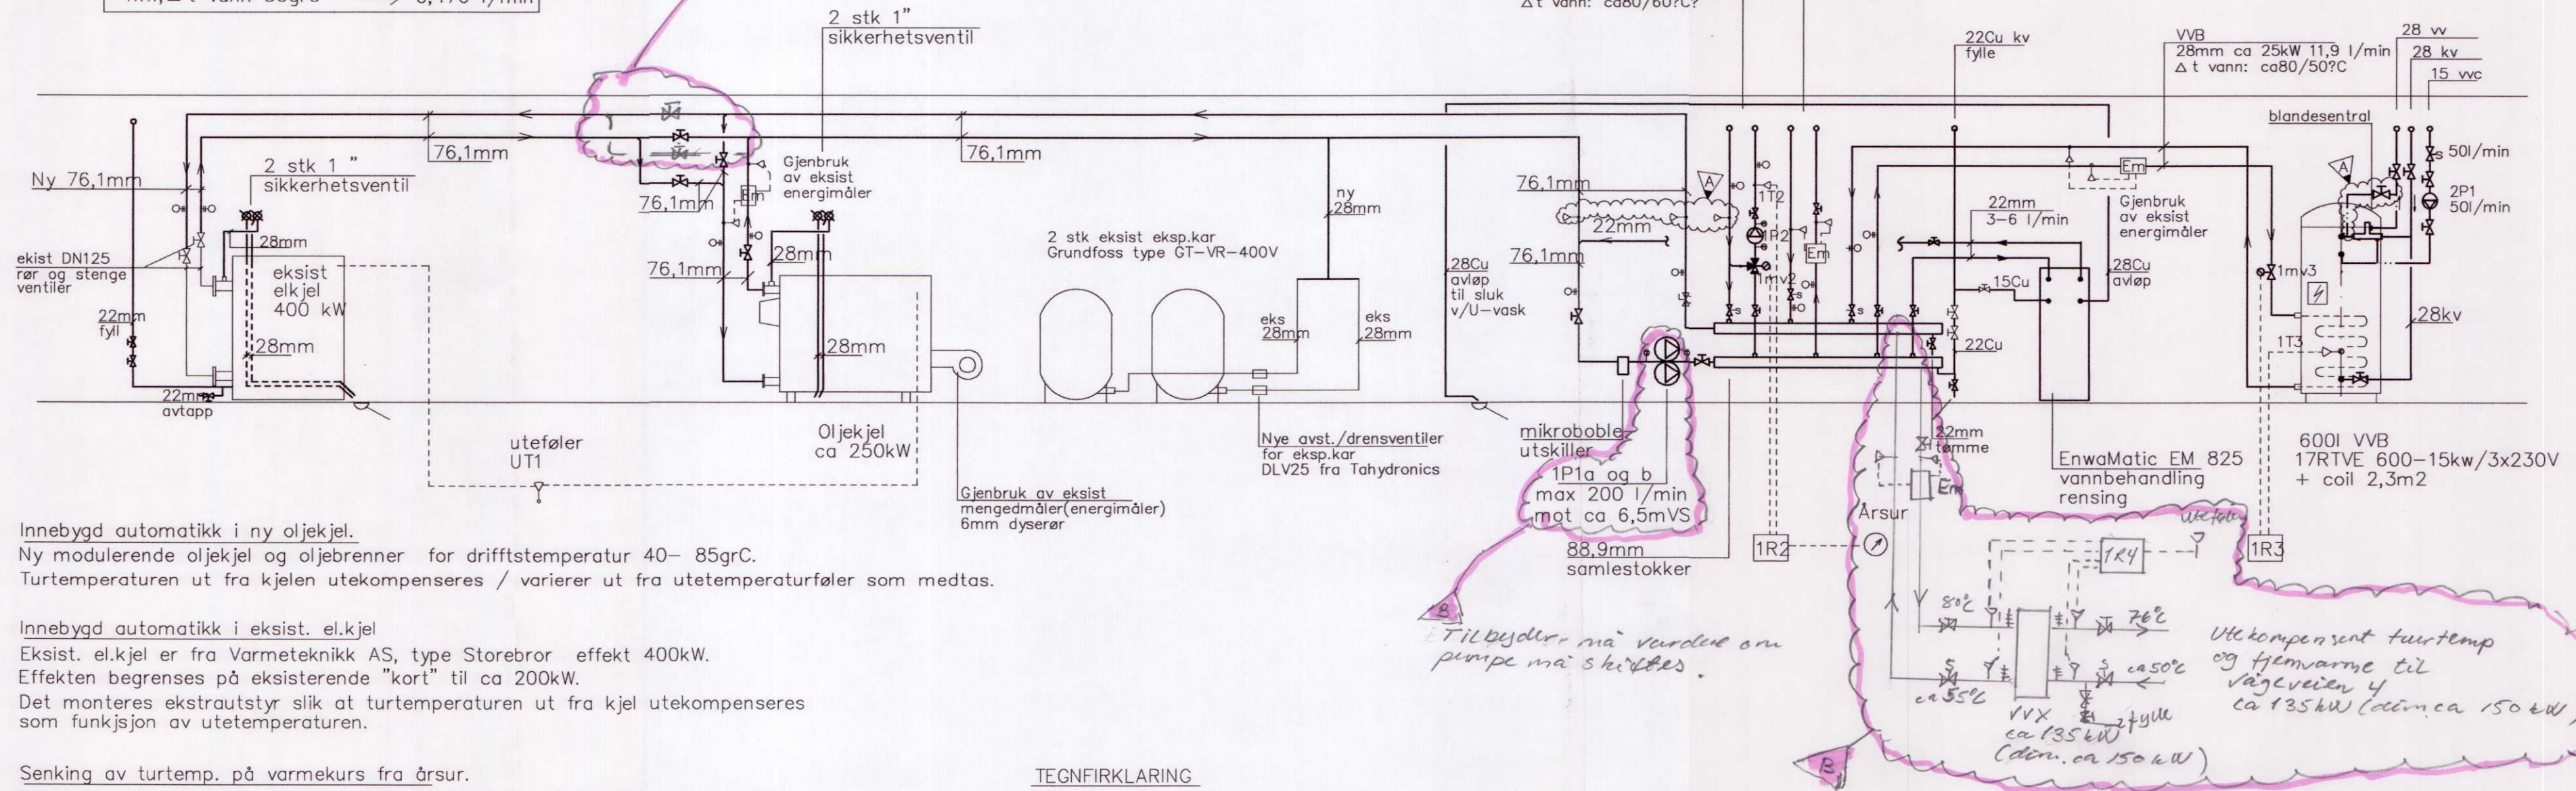 2 stk 1"
sikkerhetsventil
Δt vann: ca80/60?C?
22Cu kv
fylle
VVB
28mm ca 25kW 11,9 l/min
Δt vann: ca80/50?C
28 vv
28 kv
15 vvc
blandesentral
50l/min
2P1
50l/min
Ny 76,1mm
2 stk 1 "
sikkerhetsventil
76,1mm
76,1mm
Gjenbruk
av eksist
energimåler
Em
76,1mm
76,1mm
28mm
ekist DN125
rør og stenge
ventiler
28mm
eksist
elkjel
400 kW
22mm
fyll
28mm
22mm
avtapp
28mm
Oljekjel
ca 250kW
uteføler
UT1
2 stk eksist eksp.kar
Grundfoss type GT-VR-400V
ny
28mm
eks
28mm
eks
28mm
Nye avst./drensventiler
for eksp.kar
DLV25 fra Tahydronics
Gjenbruk av eksist
mengedmåler(energimåler)
6mm dyserør
28Cu
avløp
til sluk
v/U-vask
76,1mm
22mm
76,1mm
A
1T2
1P2
1mv2
Em
s
s
s
Em
22mm
3-6 l/min
Gjenbruk
av eksist
energimåler
15Cu
28Cu
avløp
22Cu
1mv3
1T3
A
s
28kv
mikroboble
utskiller
1P1a og b
max 200 l/min
mot ca 6,5mVS
88,9mm
samlestokker
22mm
tømme
Em
Årsur
1R2
1R3
EnwaMatic EM 825
vannbehandling
rensing
600l VVB
17RTVE 600-15kw/3x230V
+ coil 2,3m2
Innebygd automatikk i ny oljekjel.
Ny modulerende oljekjel og oljebrenner for drifftstemperatur 40- 85grC.
Turtemperaturen ut fra kjelen utekompenseres / varierer ut fra utetemperaturføler som medtas.
Innebygd automatikk i eksist. el.kjel
Eksist. el.kjel er fra Varmeteknikk AS, type Storebror effekt 400kW.
Effekten begrenses på eksisterende "kort" til ca 200kW.
Det monteres ekstrautstyr slik at turtemperaturen ut fra kjel utekompenseres
som funkjsjon av utetemperaturen.
Senking av turtemp. på varmekurs fra årsur.
TEGNFIRKLARING
B
Tilbyder må vurdere om
pumpe må skiftes.
uteføler
1R4
80°C
76°C
s
s
ca 55°C
ca 50°C
VVX
ca 135 kW
(dim. ca 150 kW)
fylle
Utekompensert turtemp
og fjernvarme til
Vågeveien 4
ca 135kW (dim ca 150 kW)
B